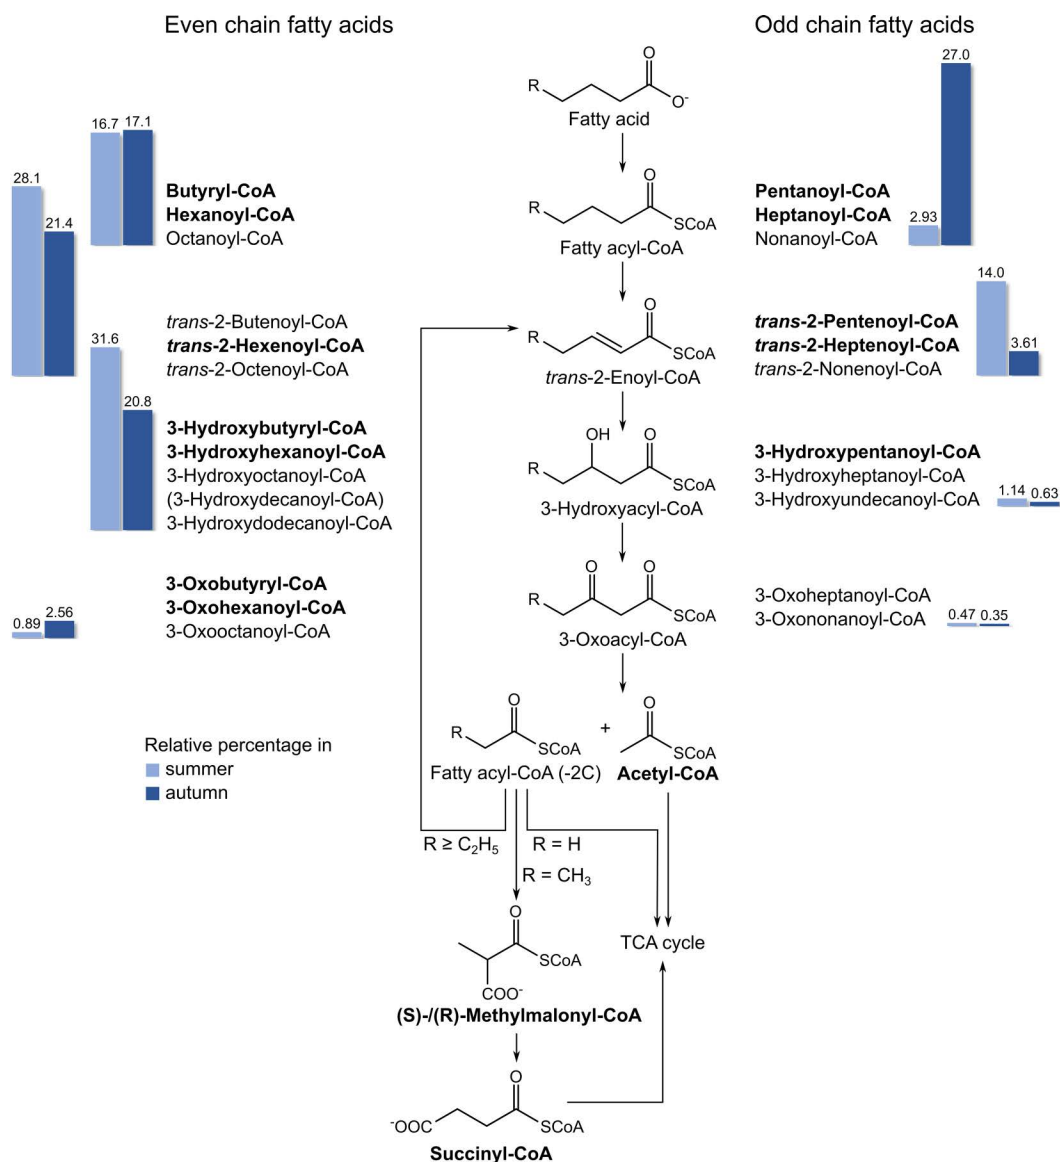 Even chain fatty acids
Odd chain fatty acids
O
R
O-
Fatty acid
16.7 17.1
28.1
21.4
Butyryl-CoA
Hexanoyl-CoA
Octanoyl-CoA
O
R
SCoA
Fatty acyl-CoA
27.0
Pentanoyl-CoA
Heptanoyl-CoA
Nonanoyl-CoA
2.93
trans-2-Butenoyl-CoA
trans-2-Hexenoyl-CoA
trans-2-Octenoyl-CoA
O
R
SCoA
trans-2-Enoyl-CoA
14.0
trans-2-Pentenoyl-CoA
trans-2-Heptenoyl-CoA
trans-2-Nonenoyl-CoA
3.61
31.6
20.8
3-Hydroxybutyryl-CoA
3-Hydroxyhexanoyl-CoA
3-Hydroxyoctanoyl-CoA
(3-Hydroxydecanoyl-CoA)
3-Hydroxydodecanoyl-CoA
OH O
R
SCoA
3-Hydroxyacyl-CoA
3-Hydroxypentanoyl-CoA
3-Hydroxyheptanoyl-CoA
3-Hydroxyundecanoyl-CoA
1.14 0.63
3-Oxobutyryl-CoA
3-Oxohexanoyl-CoA
3-Oxooctanoyl-CoA
0.89 2.56
O O
R
SCoA
3-Oxoacyl-CoA
3-Oxoheptanoyl-CoA
3-Oxononanoyl-CoA
0.47 0.35
Relative percentage in
summer
autumn
O
R
SCoA
Fatty acyl-CoA (-2C)
+
O
SCoA
Acetyl-CoA
R ≥ C₂H₅
R = H
R = CH₃
O
SCoA
COO-
(S)-/(R)-Methylmalonyl-CoA
TCA cycle
O
-OOC
SCoA
Succinyl-CoA